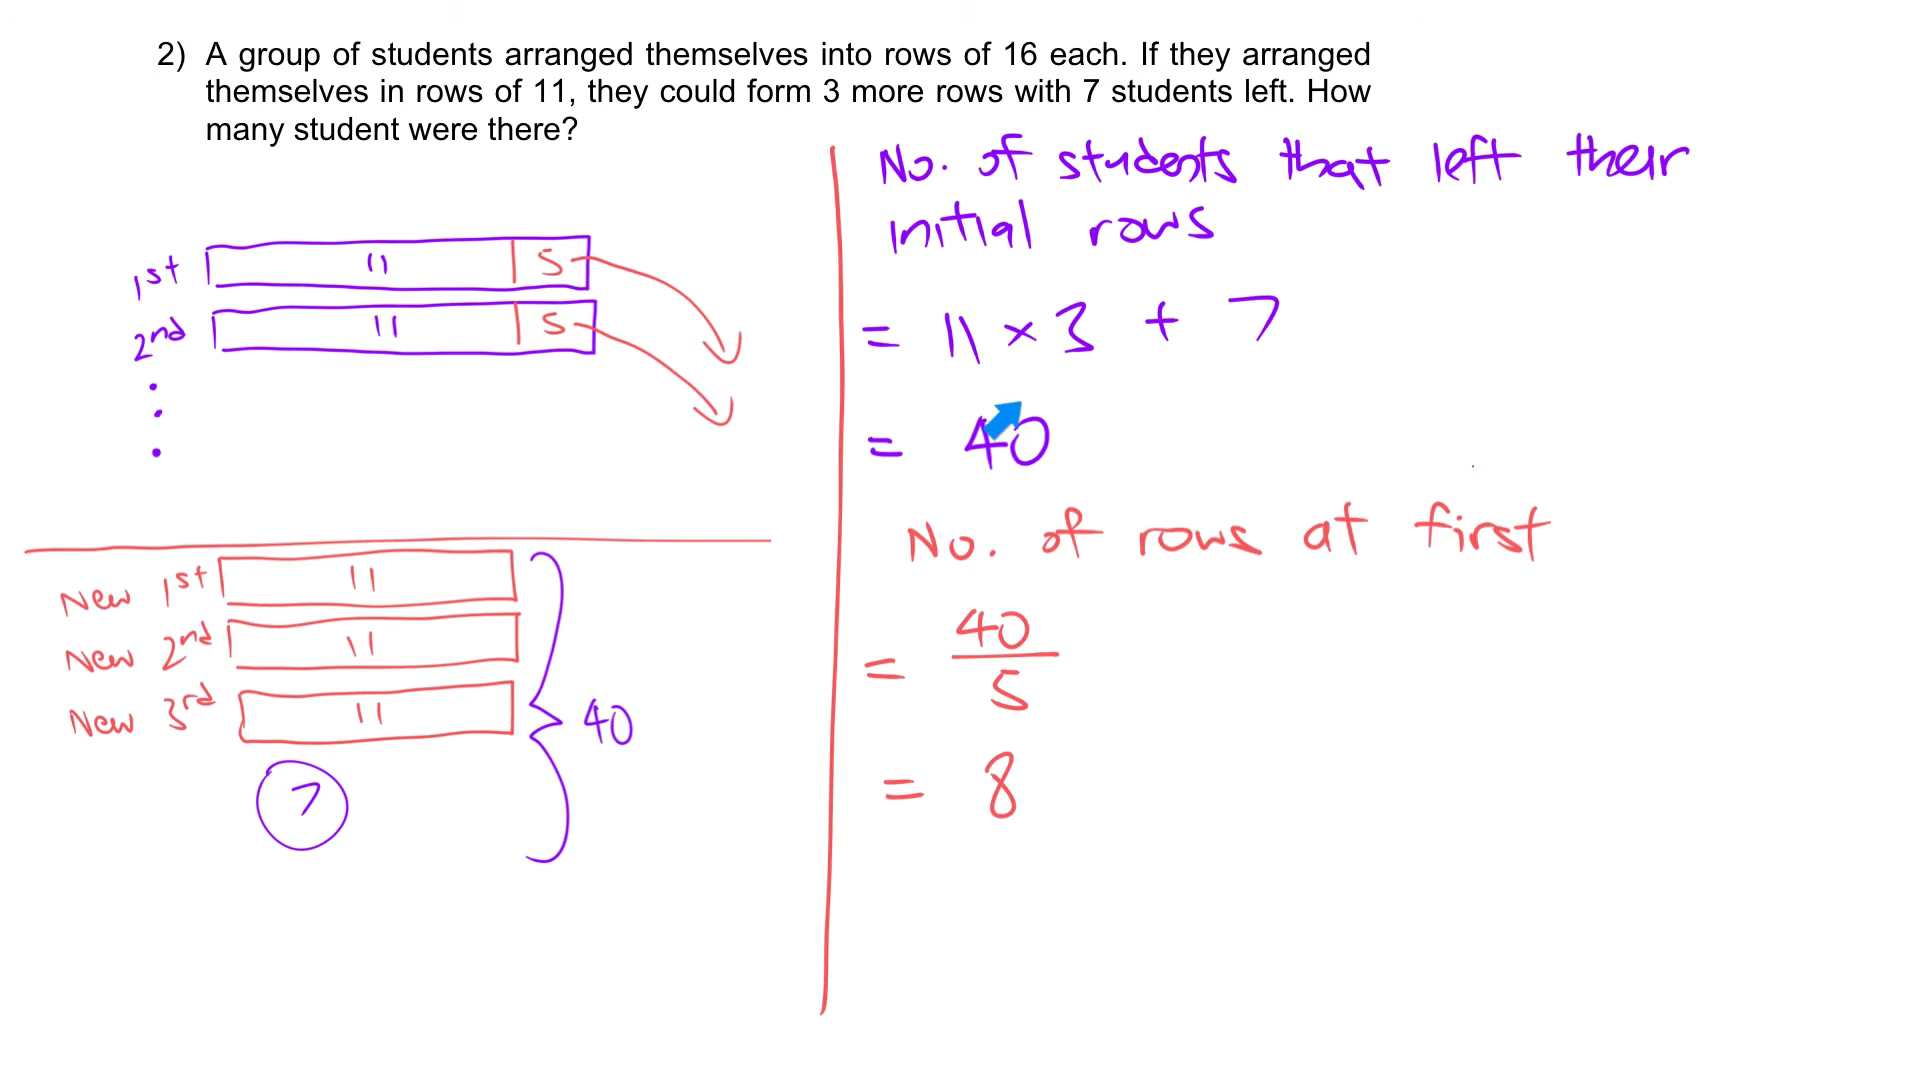 2) A group of students arranged themselves into rows of 16 each. If they arranged
themselves in rows of 11, they could form 3 more rows with 7 students left. How
many student were there?
1st 11 5
2nd 11 5
New 1st 11
New 2nd 11
New 3rd 11
7
40
No. of students that left their
initial rows
= 11 × 3 + 7
= 40
No. of rows at first
= 40
5
= 8